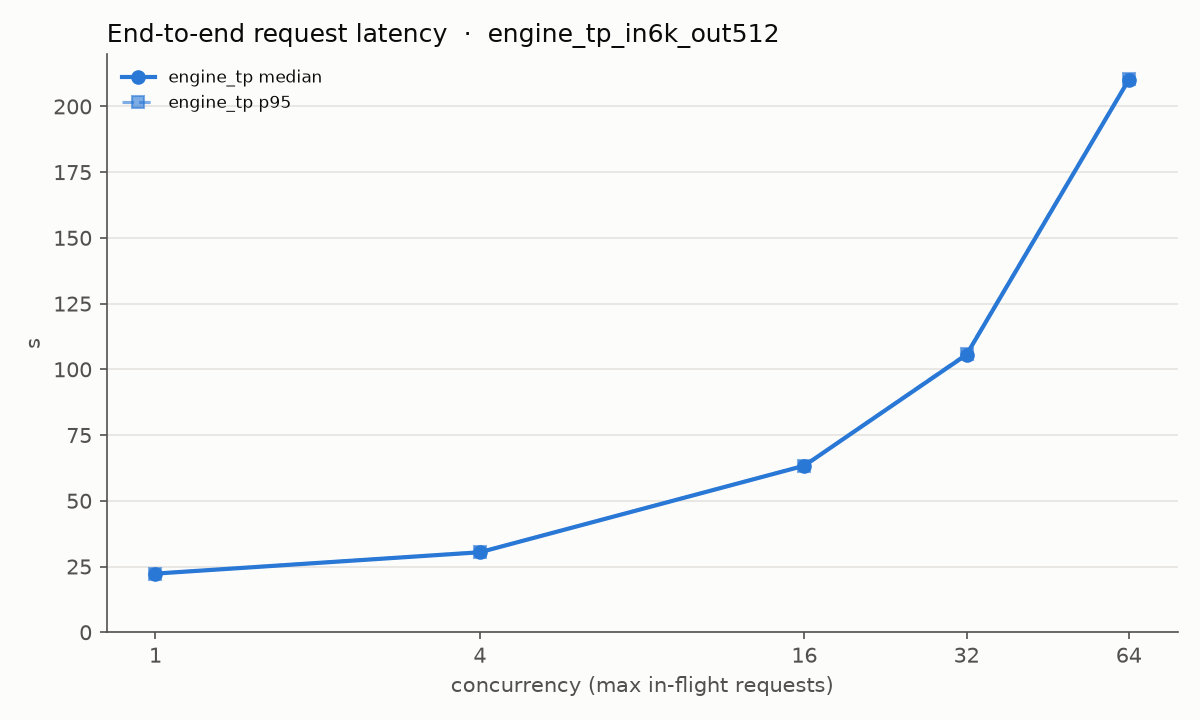 End-to-end request latency · engine_tp_in6k_out512
engine_tp median
engine_tp p95
200
175
150
125
100
75
50
25
0
s
1 4 16 32 64
concurrency (max in-flight requests)